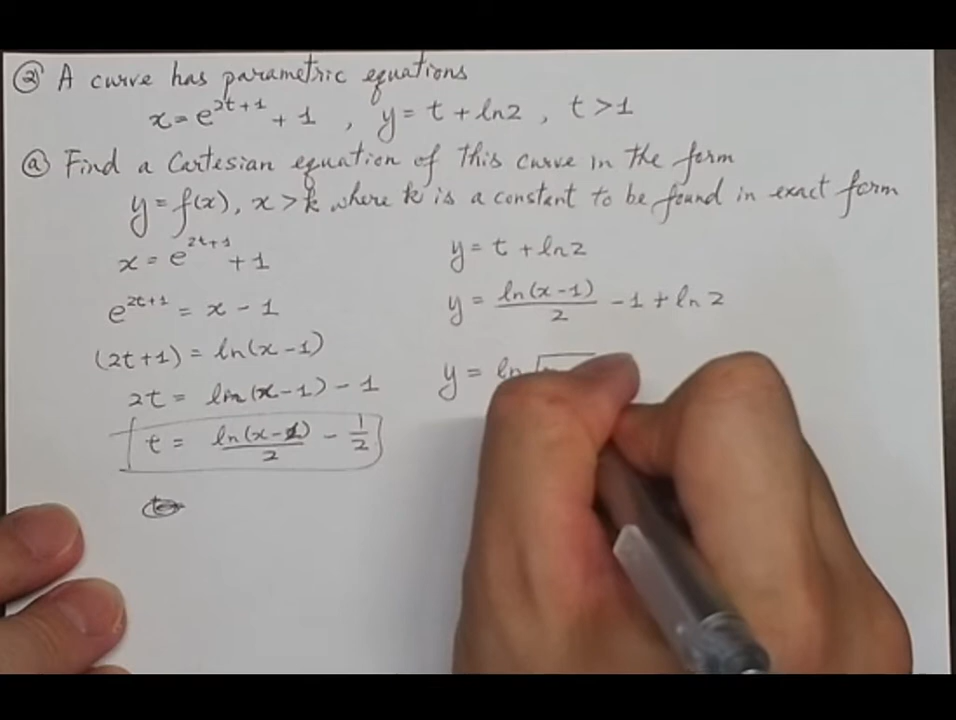 ② A curve has parametric equations
x = e^{2t+1} + 1 , y = t + ln2 , t > 1
ⓐ Find a Cartesian equation of this curve in the form
y = f(x), x > k where k is a constant to be found in exact form
x = e^{2t+1} + 1
e^{2t+1} = x - 1
(2t+1) = ln(x-1)
2t = ln(x-1) - 1
t = ln(x-1)/2 - 1/2
y = t + ln2
y = ln(x-1)/2 - 1 + ln 2
y = ln √